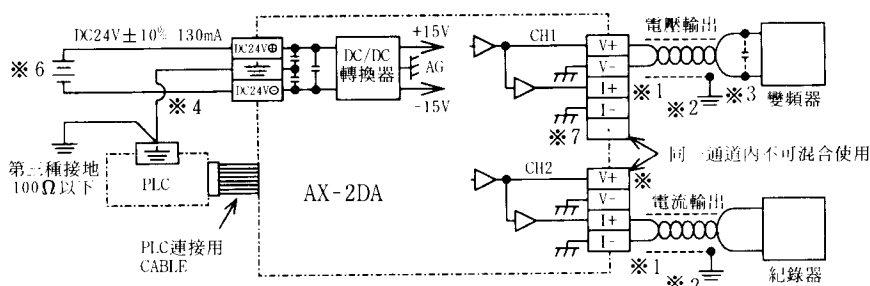 DC24V±10% 130mA
※6
DC24V⊕
DC24V⊖
※4
DC/DC
轉換器
+15V
AG
-15V
第三種接地
100Ω以下
PLC
PLC連接用
CABLE
AX-2DA
CH1
V+
V-
I+
I-
※7
電壓輸出
※1
※2
※3
變頻器
同一通道內不可混合使用
CH2
V+
V-
I+
I-
※
電流輸出
※1
※2
紀錄器